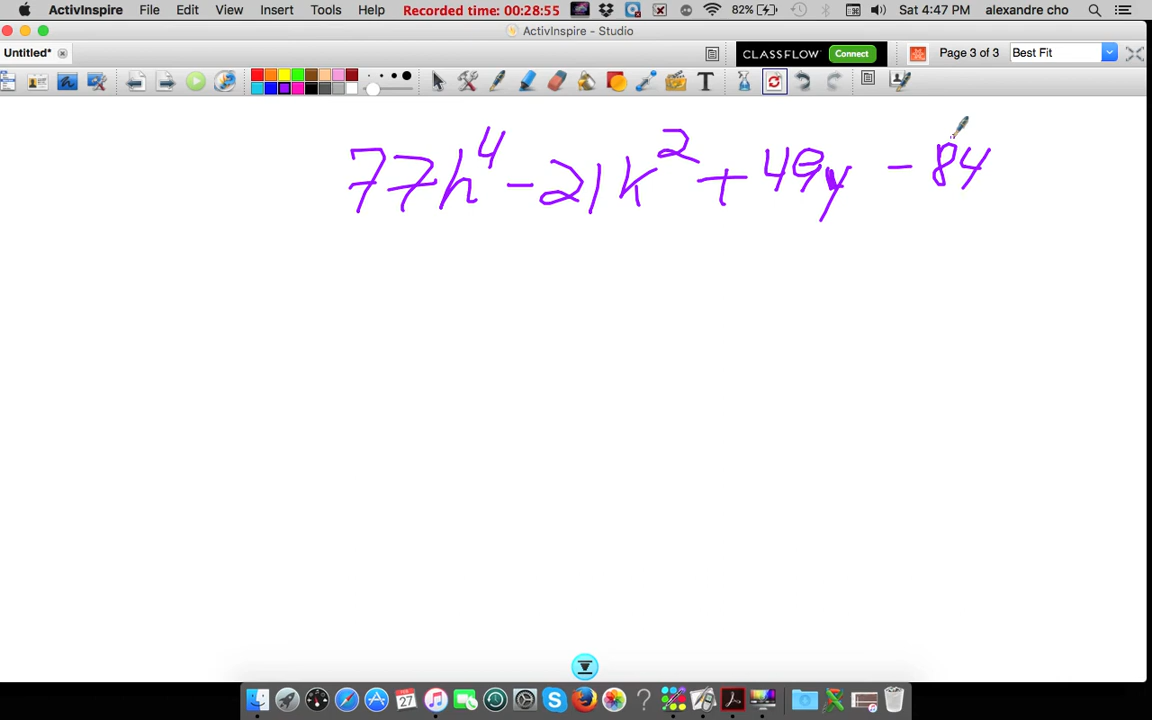 ActivInspire File Edit View Insert Tools Help Recorded time: 00:28:55 82% Sat 4:47 PM alexandre cho
ActivInspire - Studio
Untitled* CLASSFLOW Connect Page 3 of 3 Best Fit
T
77h⁴ - 21k² + 49y - 84
27